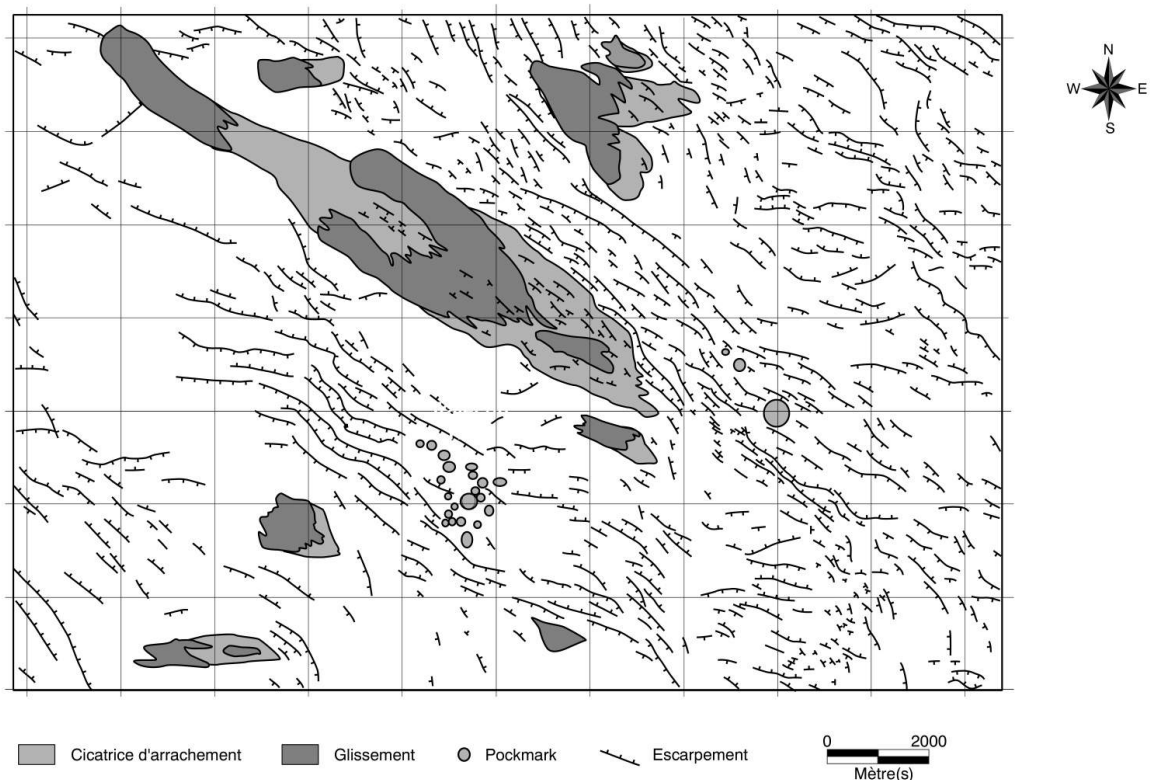 N
W E
S
Cicatrice d'arrachement Glissement Pockmark Escarpement
0 2000
Mètre(s)